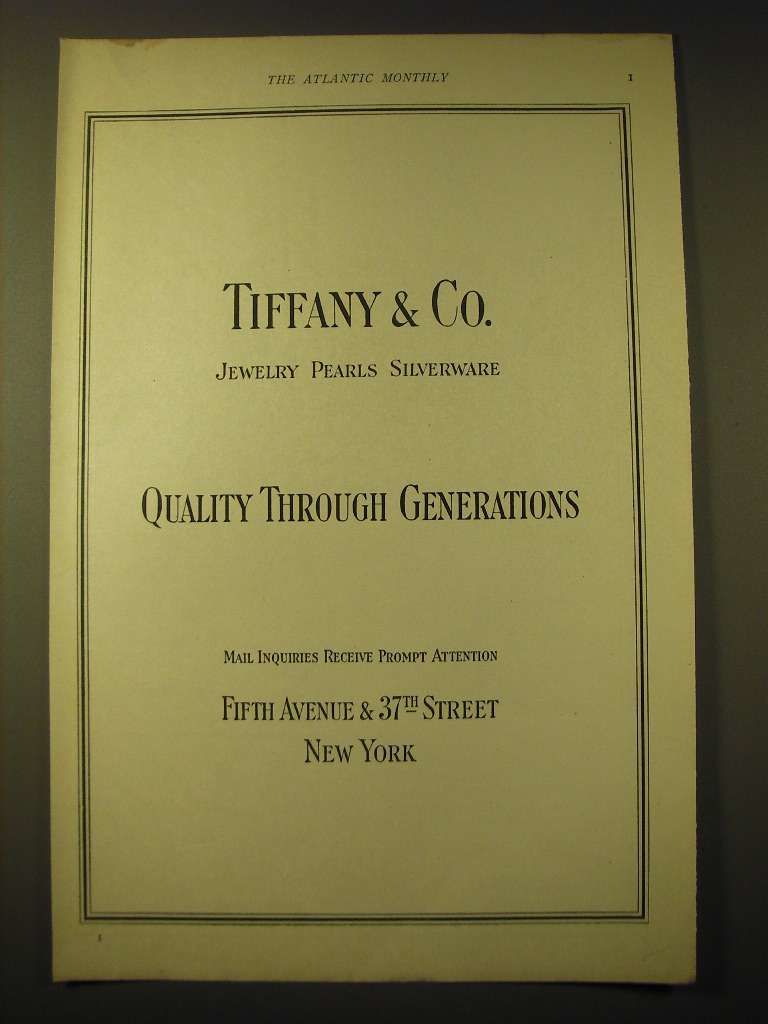 THE ATLANTIC MONTHLY 1
TIFFANY & CO.
JEWELRY PEARLS SILVERWARE
QUALITY THROUGH GENERATIONS
MAIL INQUIRIES RECEIVE PROMPT ATTENTION
FIFTH AVENUE & 37TH STREET
NEW YORK
1